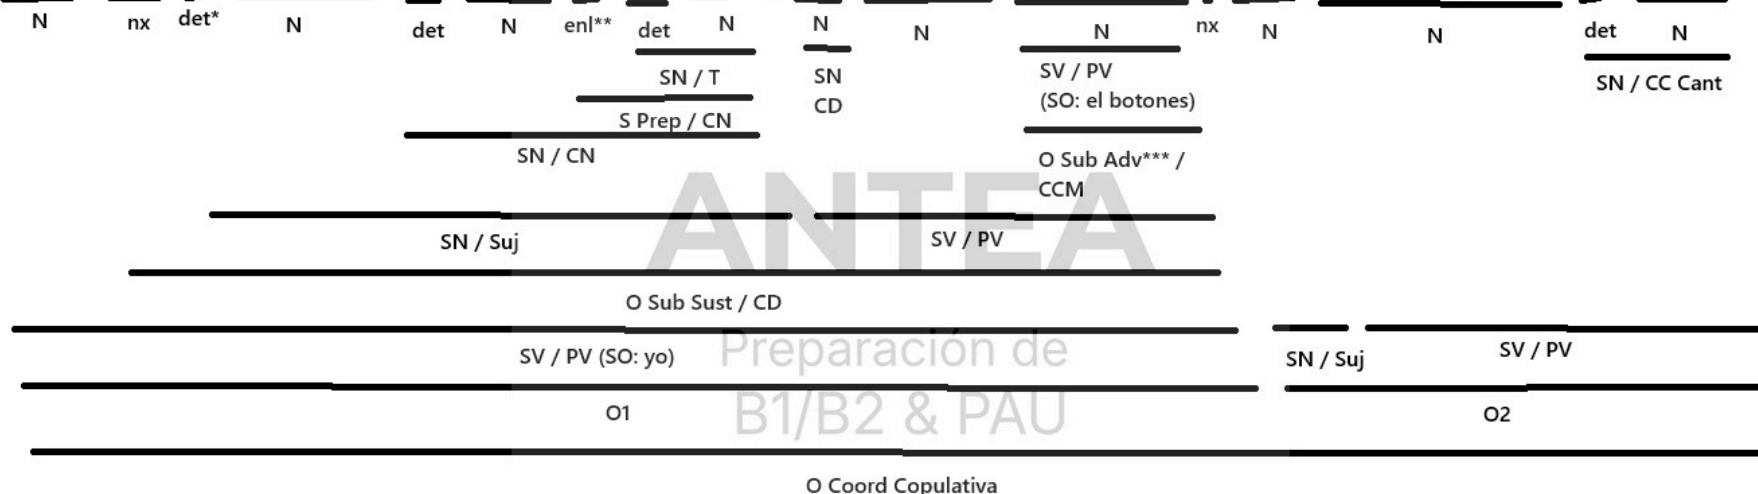 N nx det* N det N enl** det N N N N nx N N det N
SN / T SN CD SV / PV (SO: el botones) SN / CC Cant
S Prep / CN
SN / CN O Sub Adv*** / CCM
ANTEA
SN / Suj SV / PV
O Sub Sust / CD
SV / PV (SO: yo) Preparación de SN / Suj SV / PV
O1 B1/B2 & PAU O2
O Coord Copulativa